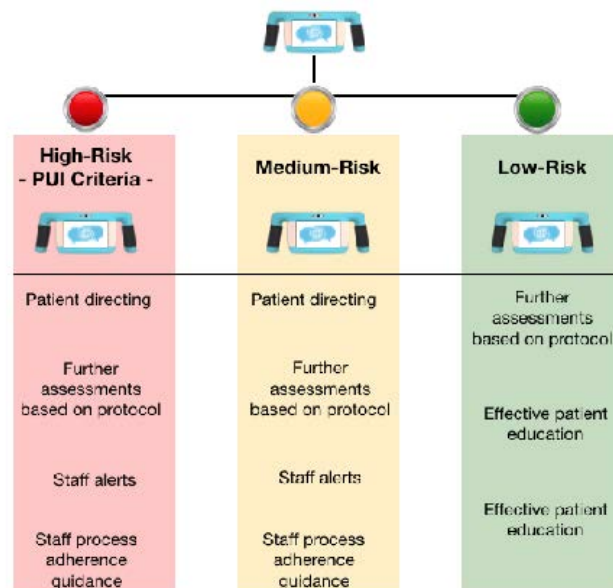 High-Risk
- PUI Criteria -
Patient directing
Further
assessments
based on protocol
Staff alerts
Staff process
adherence
guidance
Medium-Risk
Patient directing
Further
assessments
based on protocol
Staff alerts
Staff process
adherence
guidance
Low-Risk
Further
assessments
based on protocol
Effective patient
education
Effective patient
education